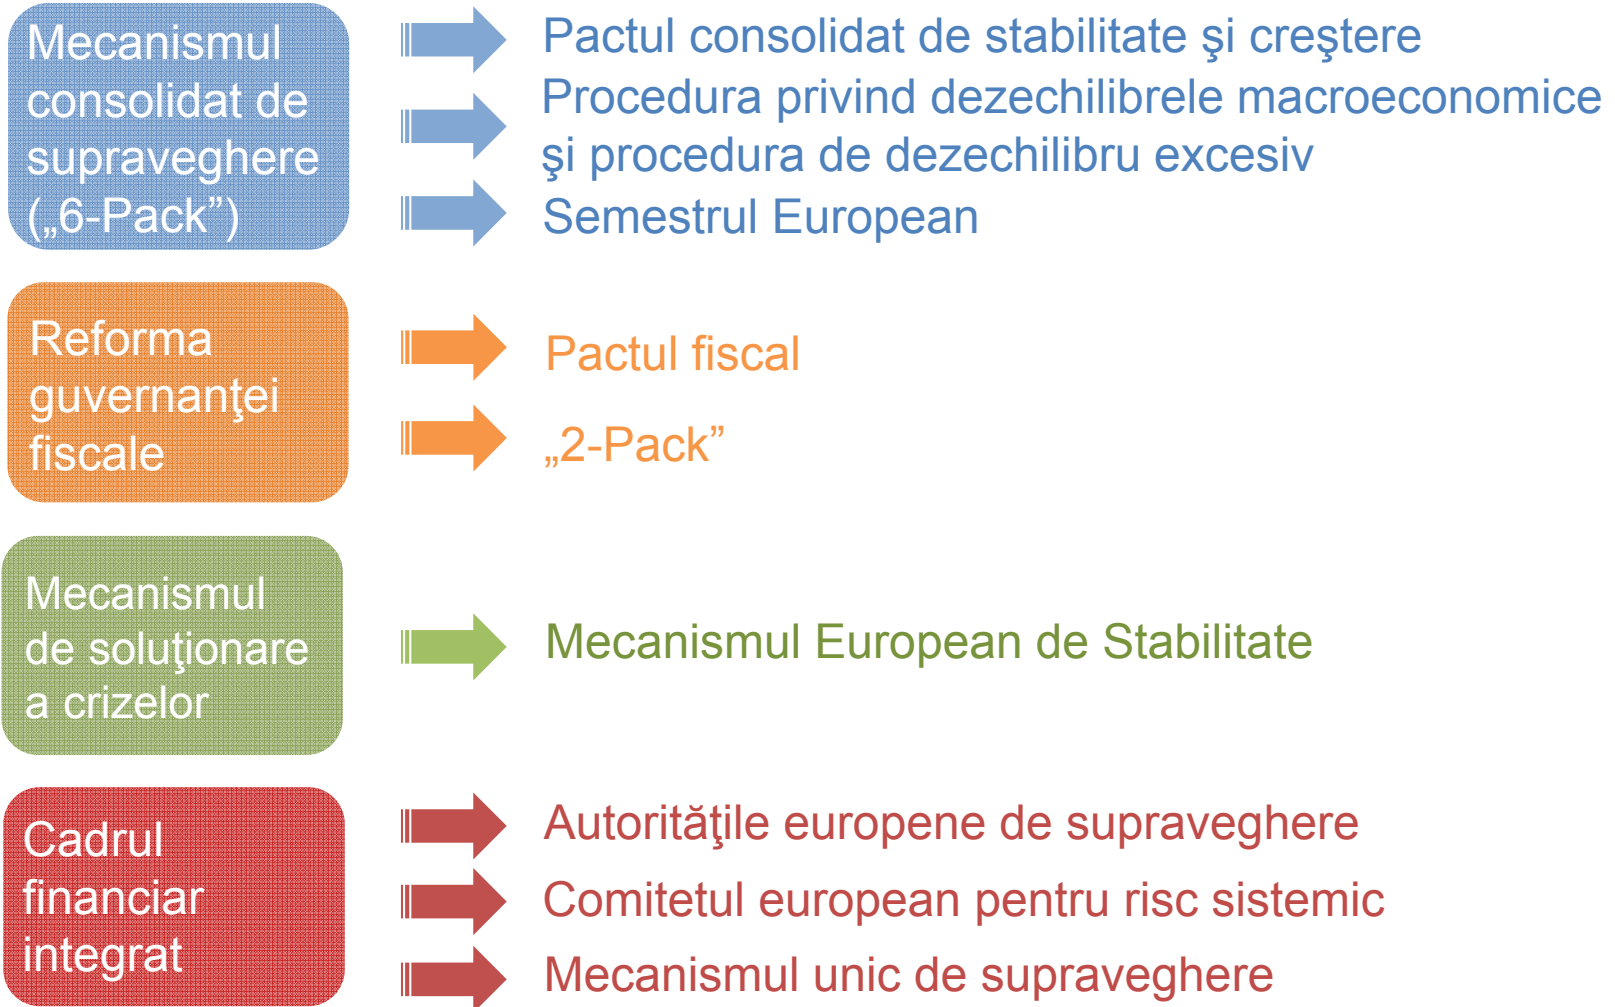 Mecanismul
consolidat de
supraveghere
(„6-Pack”)
Pactul consolidat de stabilitate şi creştere
Procedura privind dezechilibrele macroeconomice
şi procedura de dezechilibru excesiv
Semestrul European
Reforma
guvernanţei
fiscale
Pactul fiscal
„2-Pack”
Mecanismul
de soluţionare
a crizelor
Mecanismul European de Stabilitate
Cadrul
financiar
integrat
Autorităţile europene de supraveghere
Comitetul european pentru risc sistemic
Mecanismul unic de supraveghere